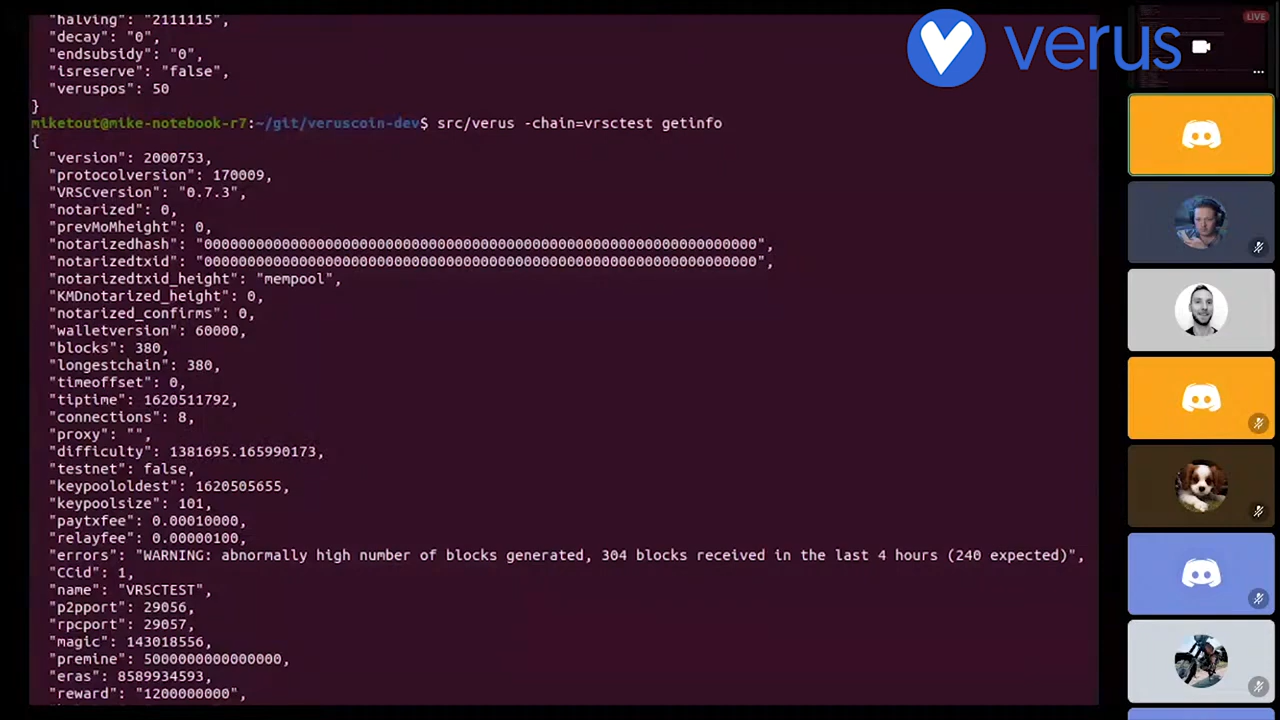 "halving": "2111115",
"decay": "0",
"endsubsidy": "0",
"isreserve": "false",
"veruspos": 50
}
miketout@mike-notebook-r7:~/git/veruscoin-dev$ src/verus -chain=vrsctest getinfo
{
"version": 2000753,
"protocolversion": 170009,
"VRSCversion": "0.7.3",
"notarized": 0,
"prevMoMheight": 0,
"notarizedhash": "0000000000000000000000000000000000000000000000000000000000000000",
"notarizedtxid": "0000000000000000000000000000000000000000000000000000000000000000",
"notarizedtxid_height": "mempool",
"KMDnotarized_height": 0,
"notarized_confirms": 0,
"walletversion": 60000,
"blocks": 380,
"longestchain": 380,
"timeoffset": 0,
"tiptime": 1620511792,
"connections": 8,
"proxy": "",
"difficulty": 1381695.165990173,
"testnet": false,
"keypoololdest": 1620505655,
"keypoolsize": 101,
"paytxfee": 0.00010000,
"relayfee": 0.00000100,
"errors": "WARNING: abnormally high number of blocks generated, 304 blocks received in the last 4 hours (240 expected)",
"CCid": 1,
"name": "VRSCTEST",
"p2pport": 29056,
"rpcport": 29057,
"magic": 143018556,
"premine": 5000000000000000,
"eras": 8589934593,
"reward": "1200000000",
verus
LIVE